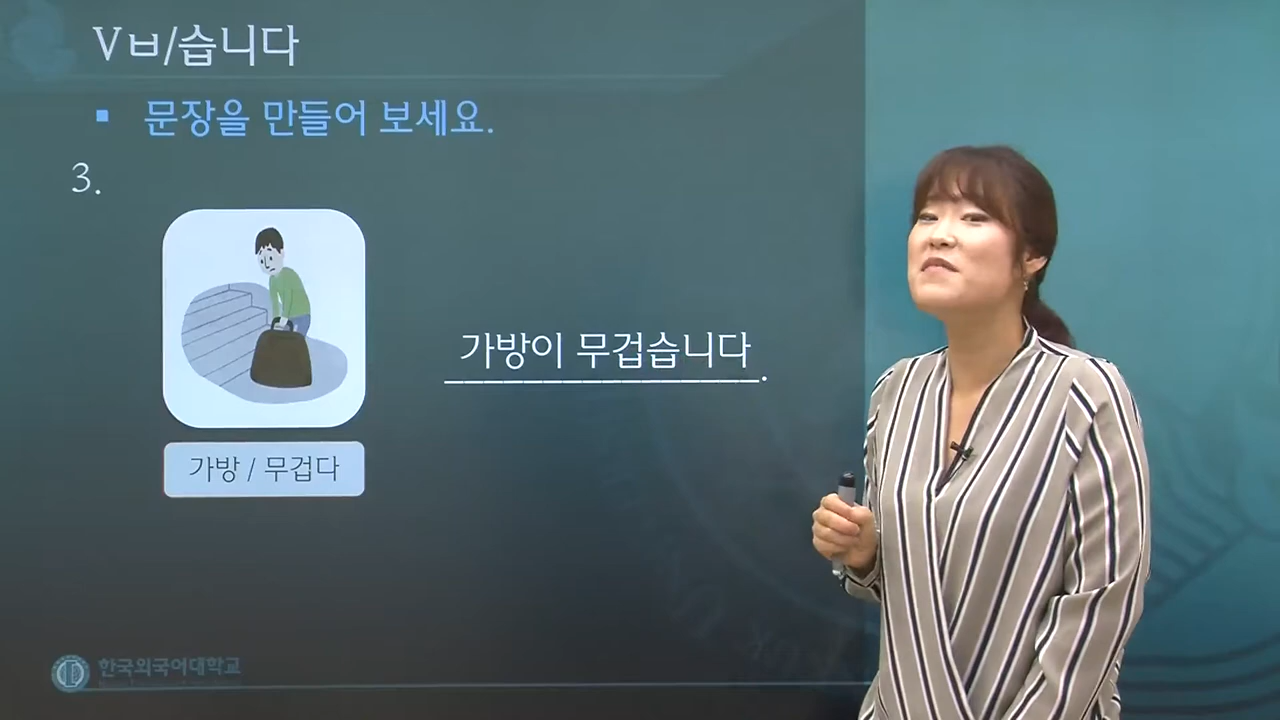 Vㅂ/습니다
▪ 문장을 만들어 보세요.
3.
가방이 무겁습니다.
가방 / 무겁다
한국외국어대학교